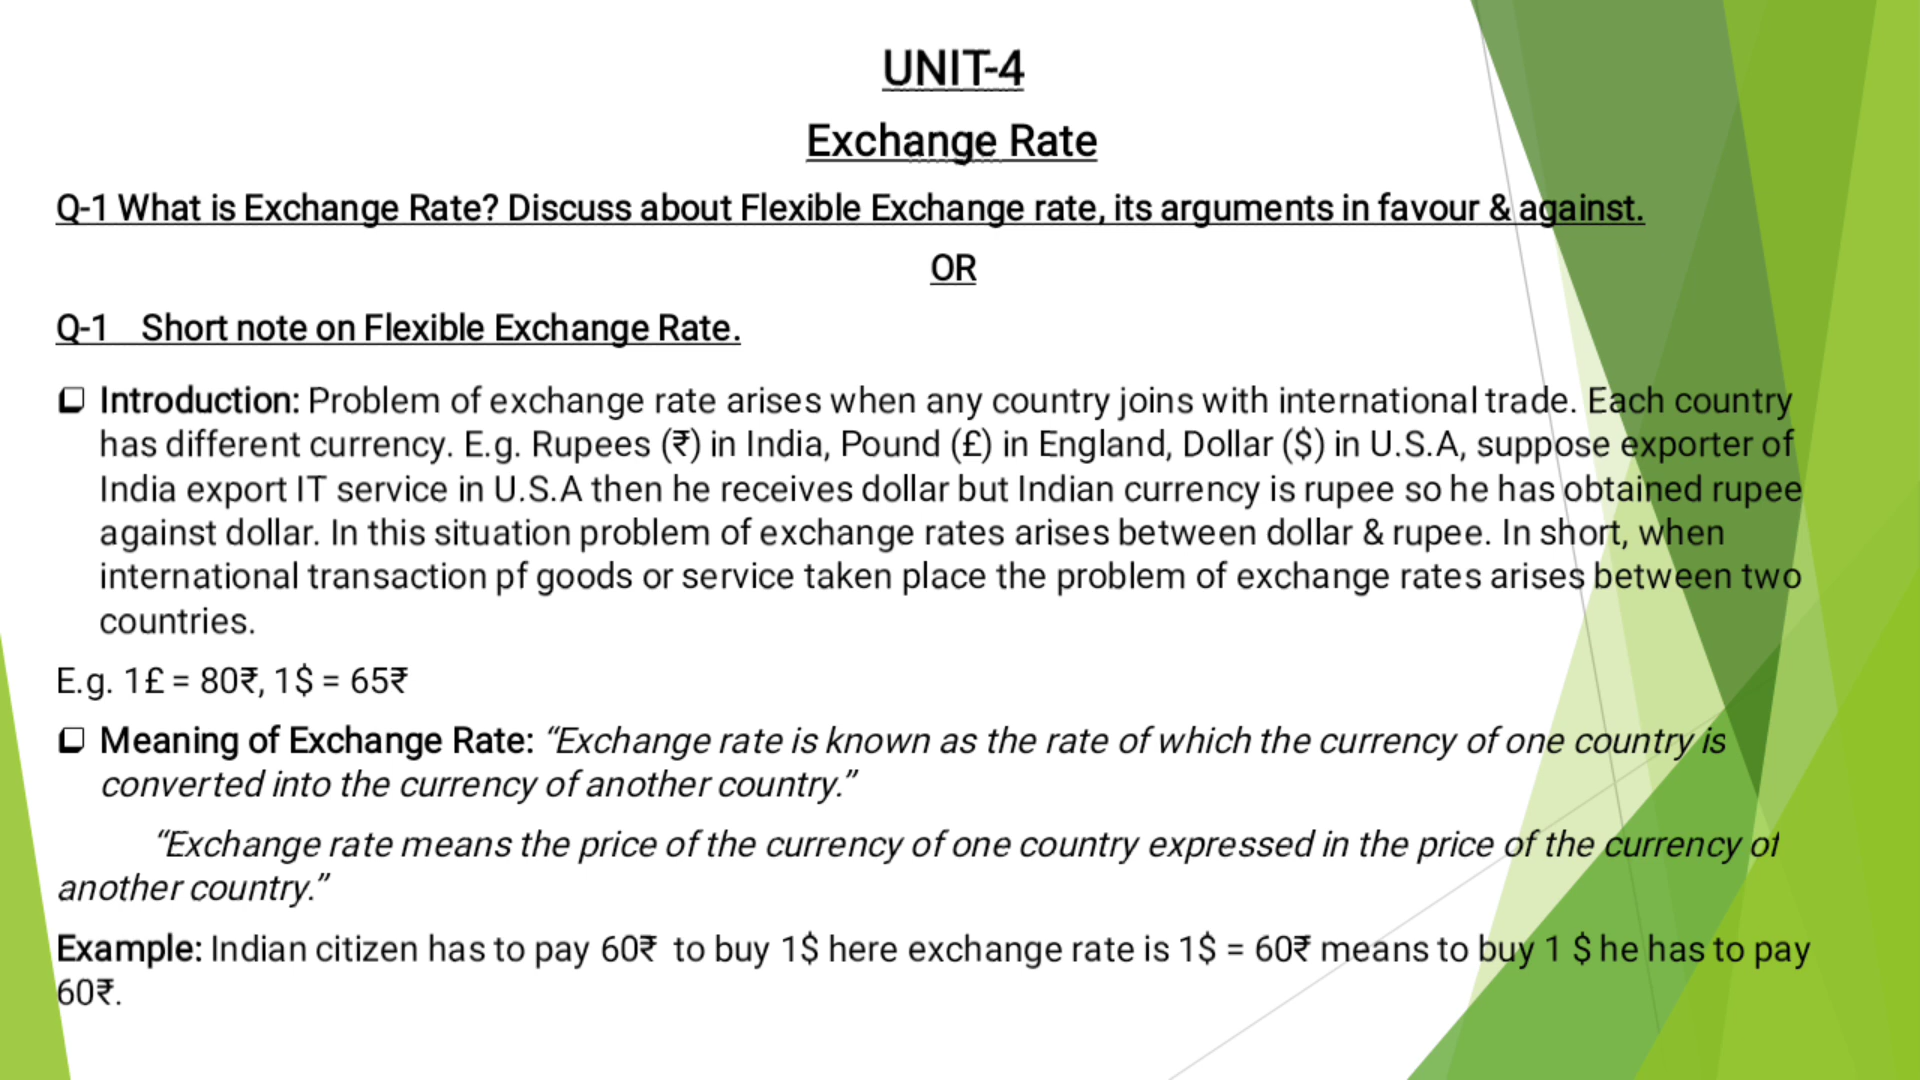 UNIT-4
Exchange Rate
Q-1 What is Exchange Rate? Discuss about Flexible Exchange rate, its arguments in favour & against.
OR
Q-1 Short note on Flexible Exchange Rate.
❑ Introduction: Problem of exchange rate arises when any country joins with international trade. Each country
has different currency. E.g. Rupees (₹) in India, Pound (£) in England, Dollar ($) in U.S.A, suppose exporter of
India export IT service in U.S.A then he receives dollar but Indian currency is rupee so he has obtained rupee
against dollar. In this situation problem of exchange rates arises between dollar & rupee. In short, when
international transaction pf goods or service taken place the problem of exchange rates arises between two
countries.
E.g. 1£ = 80₹, 1$ = 65₹
❑ Meaning of Exchange Rate: “Exchange rate is known as the rate of which the currency of one country is
converted into the currency of another country.”
“Exchange rate means the price of the currency of one country expressed in the price of the currency of
another country.”
Example: Indian citizen has to pay 60₹ to buy 1$ here exchange rate is 1$ = 60₹ means to buy 1 $ he has to pay
60₹.